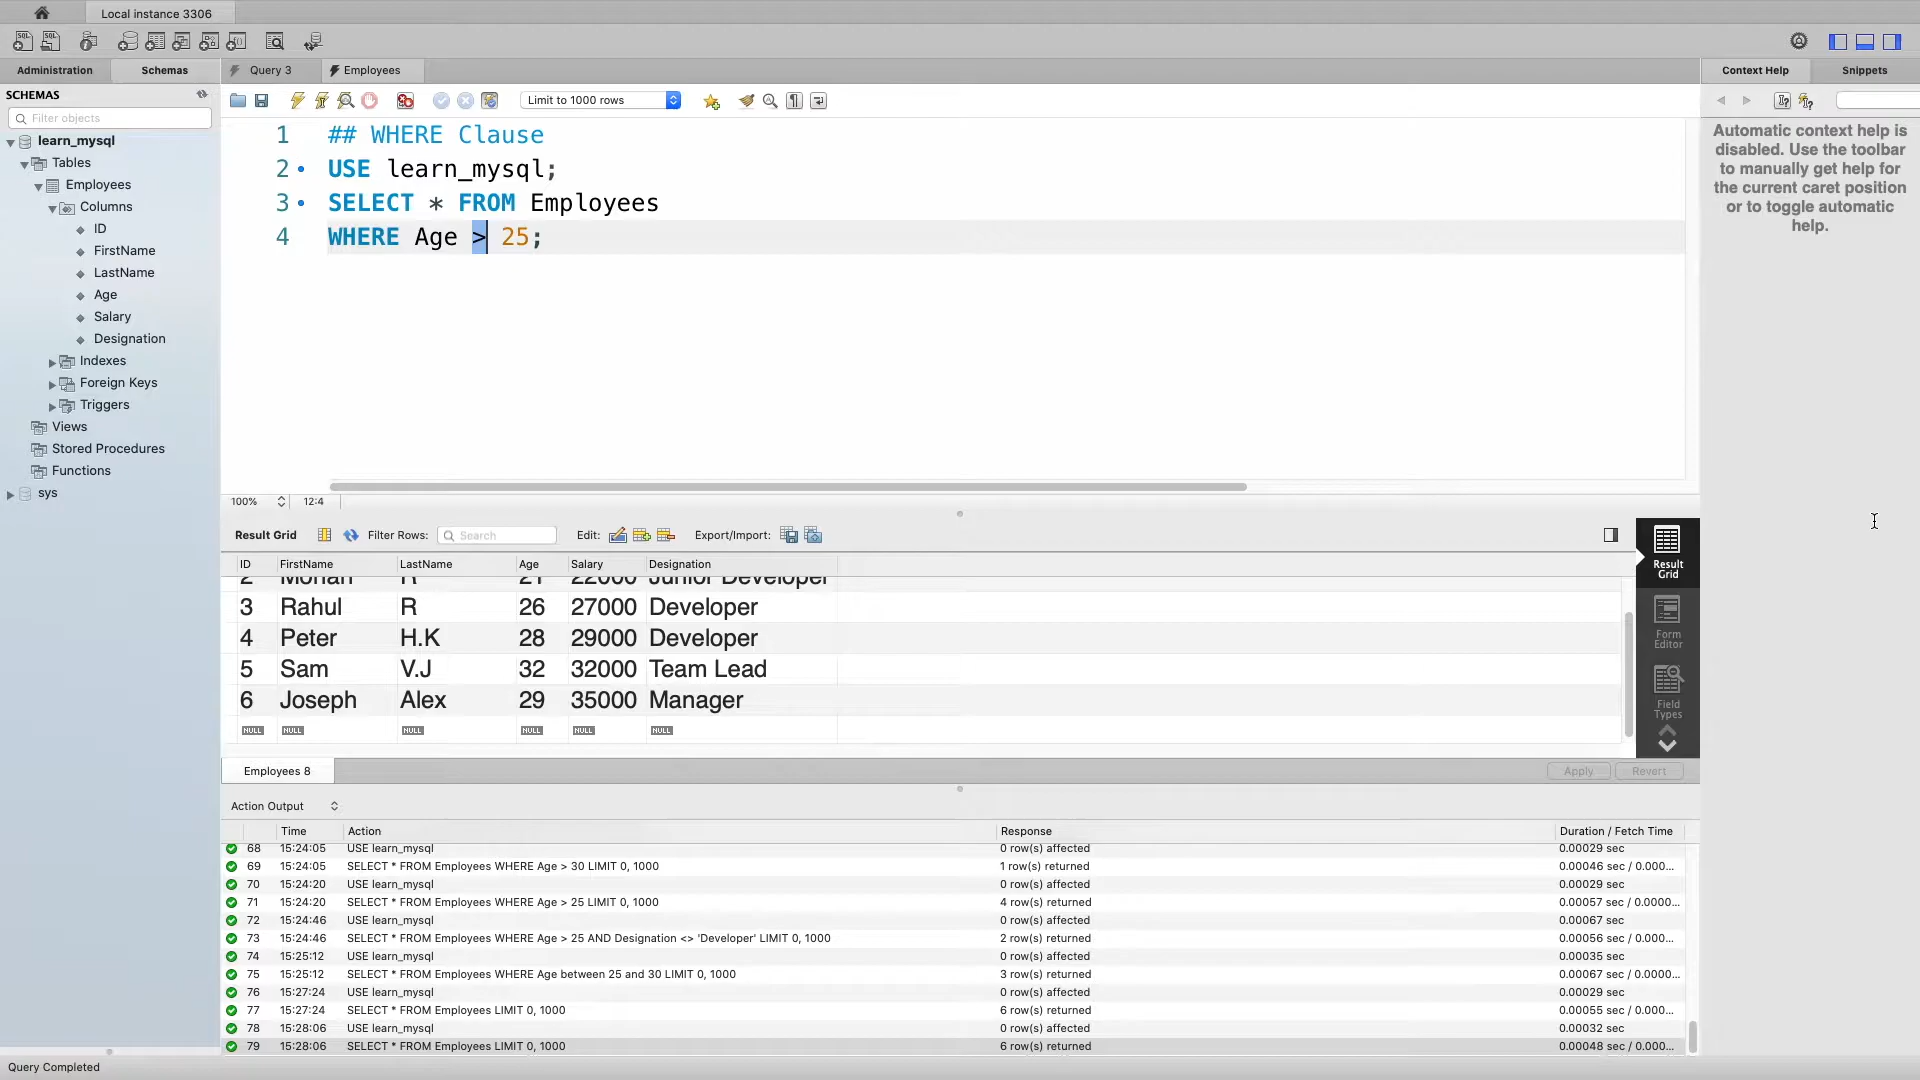 Local instance 3306
Administration
Schemas
Query 3
Employees
Context Help
Snippets
SCHEMAS
Filter objects
learn_mysql
Tables
Employees
Columns
ID
FirstName
LastName
Age
Salary
Designation
Indexes
Foreign Keys
Triggers
Views
Stored Procedures
Functions
sys
Limit to 1000 rows
1 ## WHERE Clause
2 USE learn_mysql;
3 SELECT * FROM Employees
4 WHERE Age > 25;
100% 12:4
Automatic context help is
disabled. Use the toolbar
to manually get help for
the current caret position
or to toggle automatic
help.
Result Grid Filter Rows: Search Edit: Export/Import:
ID FirstName LastName Age Salary Designation
2 Mohan R 21 22000 Junior Developer
3 Rahul R 26 27000 Developer
4 Peter H.K 28 29000 Developer
5 Sam V.J 32 32000 Team Lead
6 Joseph Alex 29 35000 Manager
NULL NULL NULL NULL NULL NULL
Result
Grid
Form
Editor
Field
Types
Employees 8
Apply Revert
Action Output
Time Action Response Duration / Fetch Time
68 15:24:05 USE learn_mysql 0 row(s) affected 0.00029 sec
69 15:24:05 SELECT * FROM Employees WHERE Age > 30 LIMIT 0, 1000 1 row(s) returned 0.00046 sec / 0.000...
70 15:24:20 USE learn_mysql 0 row(s) affected 0.00029 sec
71 15:24:20 SELECT * FROM Employees WHERE Age > 25 LIMIT 0, 1000 4 row(s) returned 0.00057 sec / 0.0000...
72 15:24:46 USE learn_mysql 0 row(s) affected 0.00067 sec
73 15:24:46 SELECT * FROM Employees WHERE Age > 25 AND Designation <> 'Developer' LIMIT 0, 1000 2 row(s) returned 0.00056 sec / 0.000...
74 15:25:12 USE learn_mysql 0 row(s) affected 0.00035 sec
75 15:25:12 SELECT * FROM Employees WHERE Age between 25 and 30 LIMIT 0, 1000 3 row(s) returned 0.00067 sec / 0.0000...
76 15:27:24 USE learn_mysql 0 row(s) affected 0.00029 sec
77 15:27:24 SELECT * FROM Employees LIMIT 0, 1000 6 row(s) returned 0.00055 sec / 0.000...
78 15:28:06 USE learn_mysql 0 row(s) affected 0.00032 sec
79 15:28:06 SELECT * FROM Employees LIMIT 0, 1000 6 row(s) returned 0.00048 sec / 0.000...
Query Completed